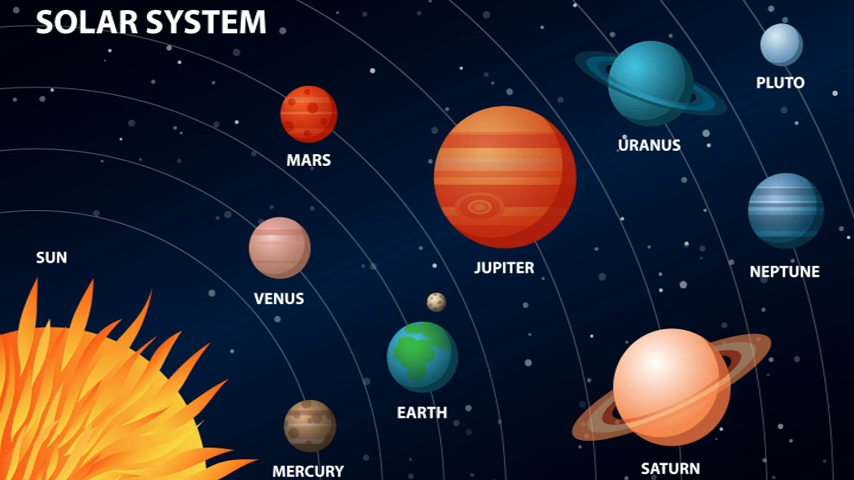 SOLAR SYSTEM
PLUTO
URANUS
MARS
SUN
JUPITER
NEPTUNE
VENUS
EARTH
MERCURY
SATURN